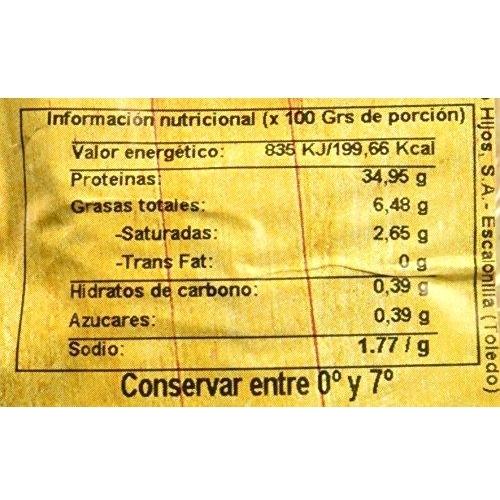 Información nutricional (x 100 Grs de porción)
Valor energético: 835 KJ/199,66 Kcal
Proteinas: 34,95 g
Grasas totales: 6,48 g
-Saturadas: 2,65 g
-Trans Fat: 0 g
Hidratos de carbono: 0,39 g
Azucares: 0,39 g
Sodio: 1.77 / g
Conservar entre 0º y 7º
Hijos, S.A.- Escalonilla (Toledo)